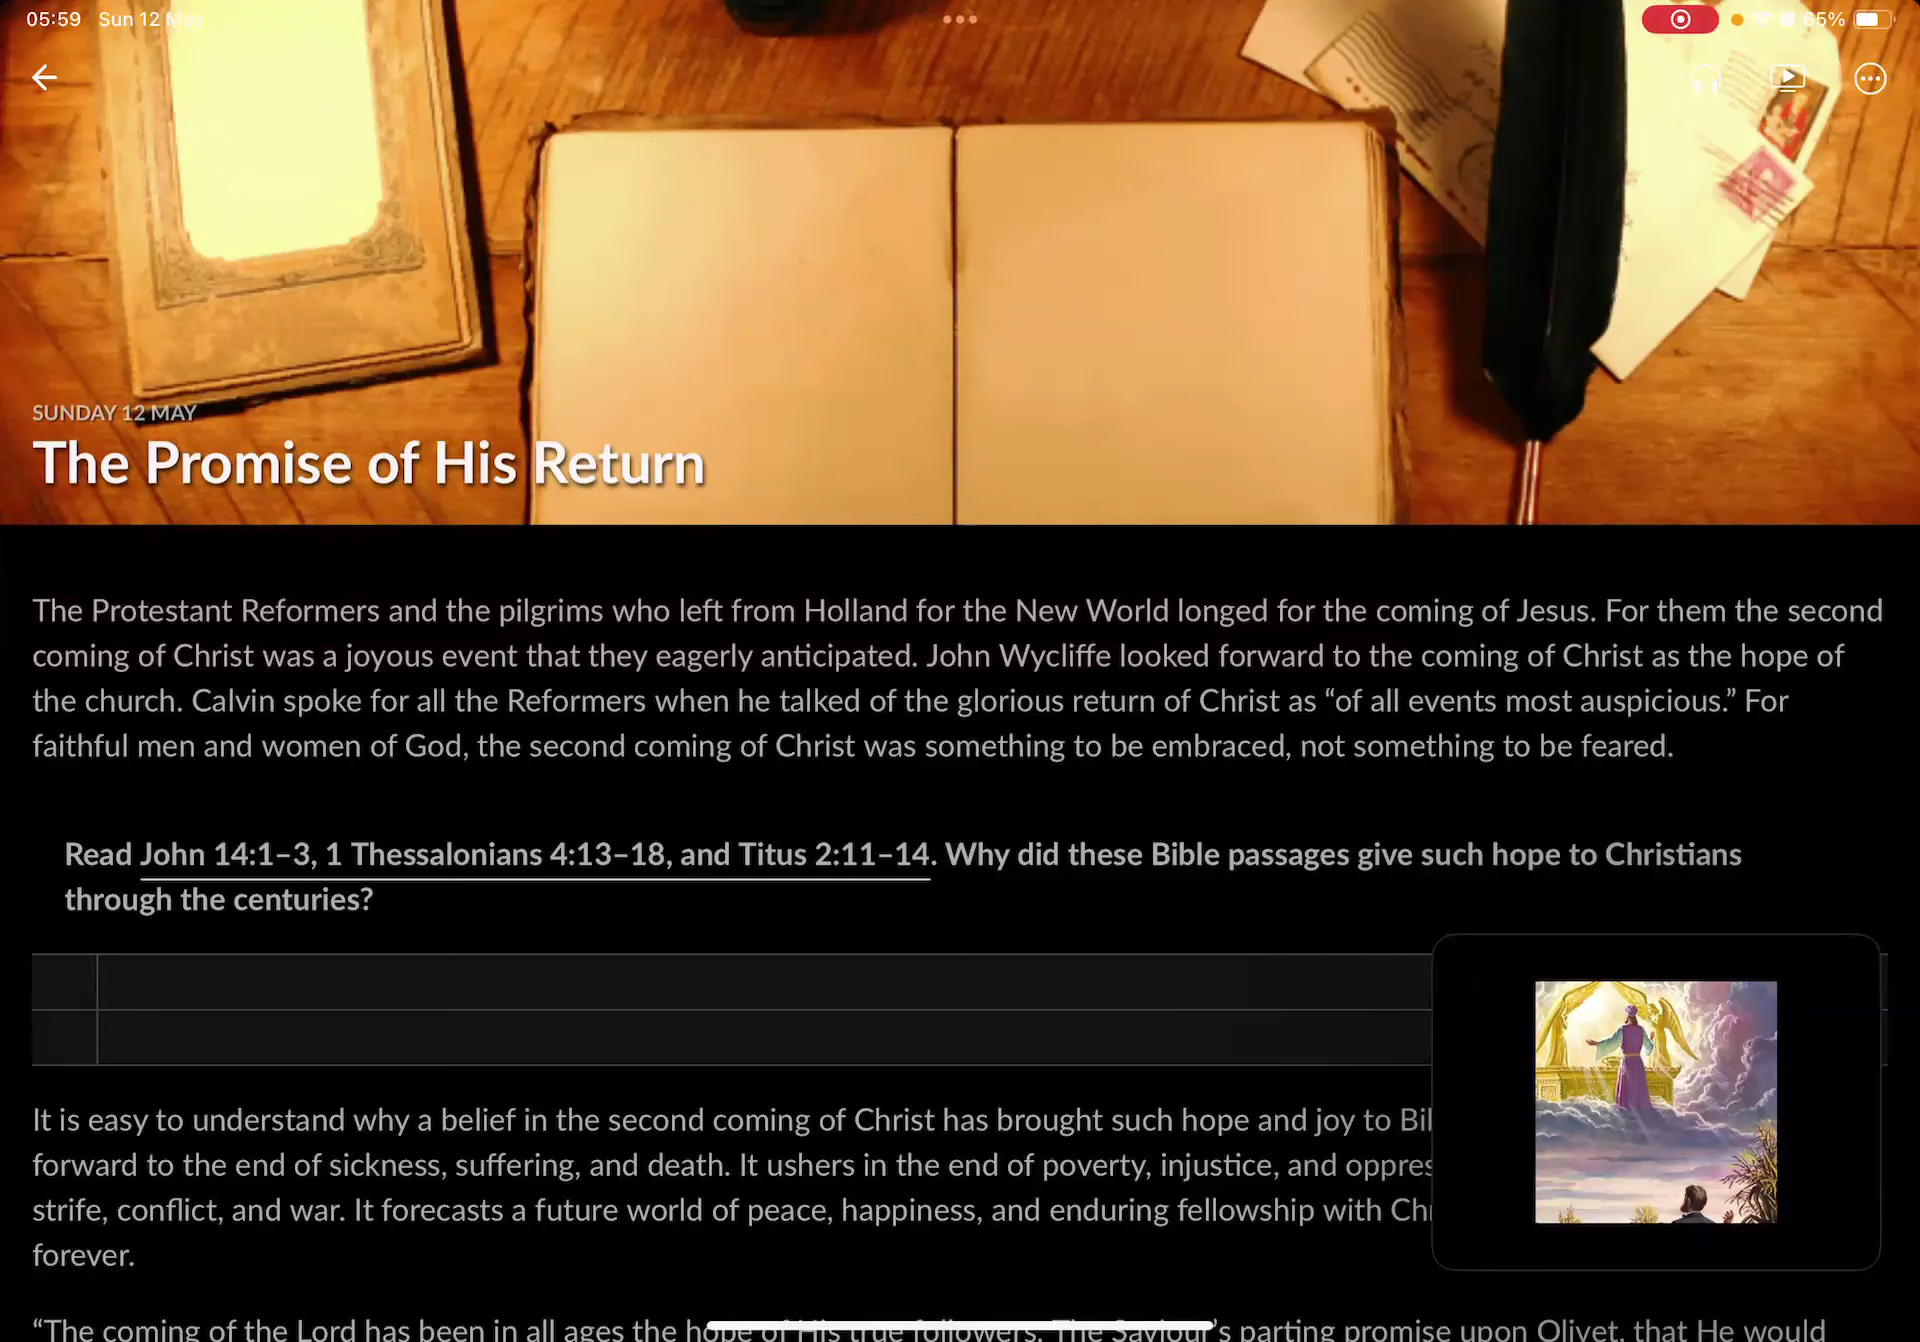 05:59 Sun 12 May
65%
SUNDAY 12 MAY
The Promise of His Return
The Protestant Reformers and the pilgrims who left from Holland for the New World longed for the coming of Jesus. For them the second
coming of Christ was a joyous event that they eagerly anticipated. John Wycliffe looked forward to the coming of Christ as the hope of
the church. Calvin spoke for all the Reformers when he talked of the glorious return of Christ as “of all events most auspicious.” For
faithful men and women of God, the second coming of Christ was something to be embraced, not something to be feared.
Read John 14:1–3, 1 Thessalonians 4:13–18, and Titus 2:11–14. Why did these Bible passages give such hope to Christians
through the centuries?
It is easy to understand why a belief in the second coming of Christ has brought such hope and joy to Bil
forward to the end of sickness, suffering, and death. It ushers in the end of poverty, injustice, and oppres
strife, conflict, and war. It forecasts a future world of peace, happiness, and enduring fellowship with Chr
forever.
“The coming of the Lord has been in all ages the hope of His true followers. The Saviour’s parting promise upon Olivet, that He would